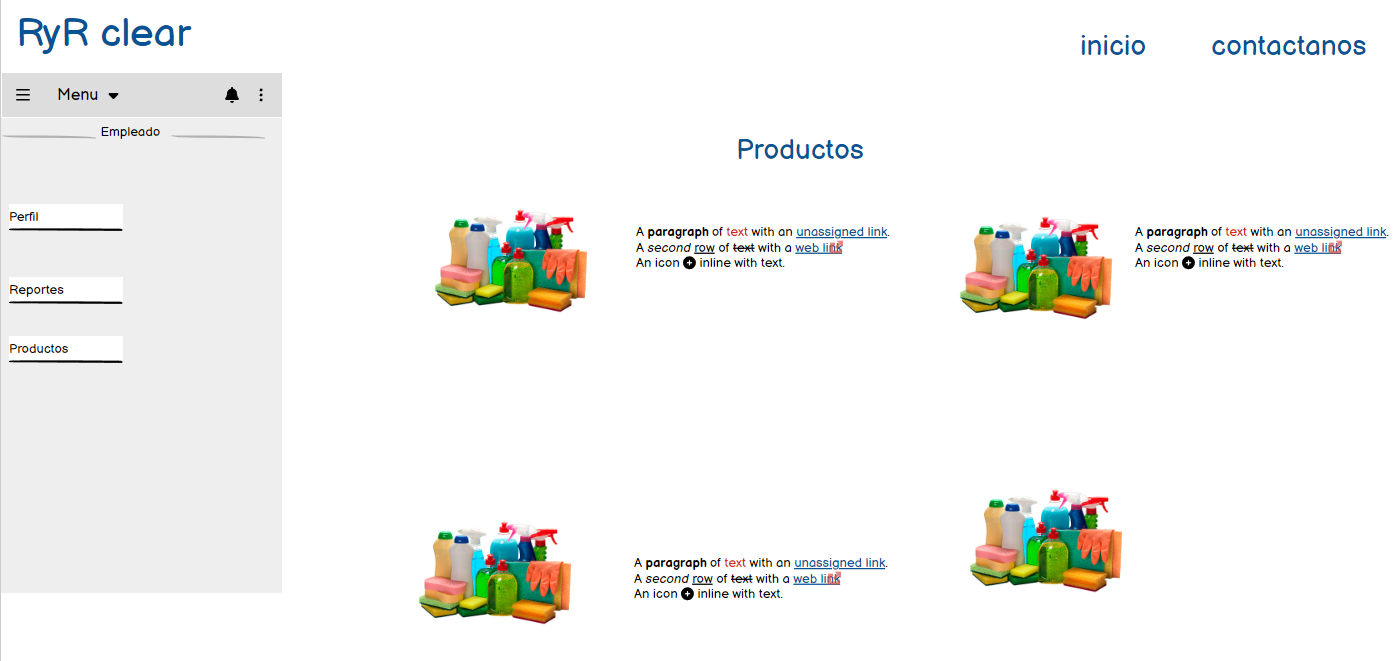 RyR clear
inicio
contactanos
Menu
Empleado
Perfil
Reportes
Productos
Productos
A paragraph of text with an unassigned link.
A second row of text with a web link
An icon inline with text.
A paragraph of text with an unassigned link.
A second row of text with a web link
An icon inline with text.
A paragraph of text with an unassigned link.
A second row of text with a web link
An icon inline with text.